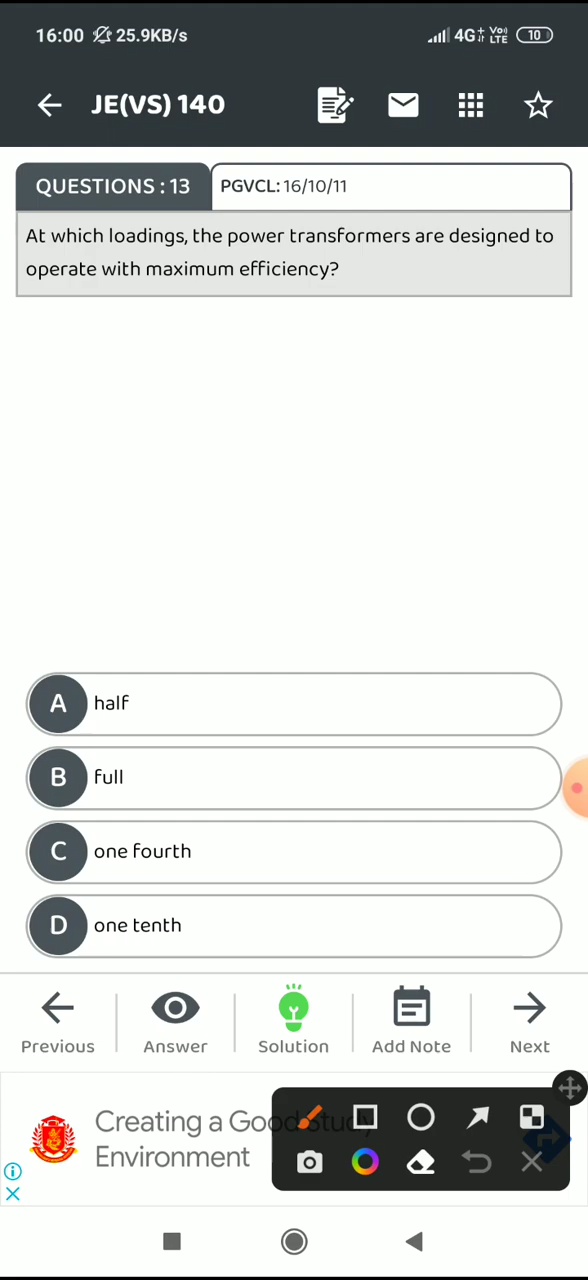 16:00 25.9KB/s 4G+ Vo) LTE 10
JE(VS) 140
QUESTIONS : 13 PGVCL: 16/10/11
At which loadings, the power transformers are designed to
operate with maximum efficiency?
A half
B full
C one fourth
D one tenth
Previous Answer Solution Add Note Next
Creating a Good Study
Environment